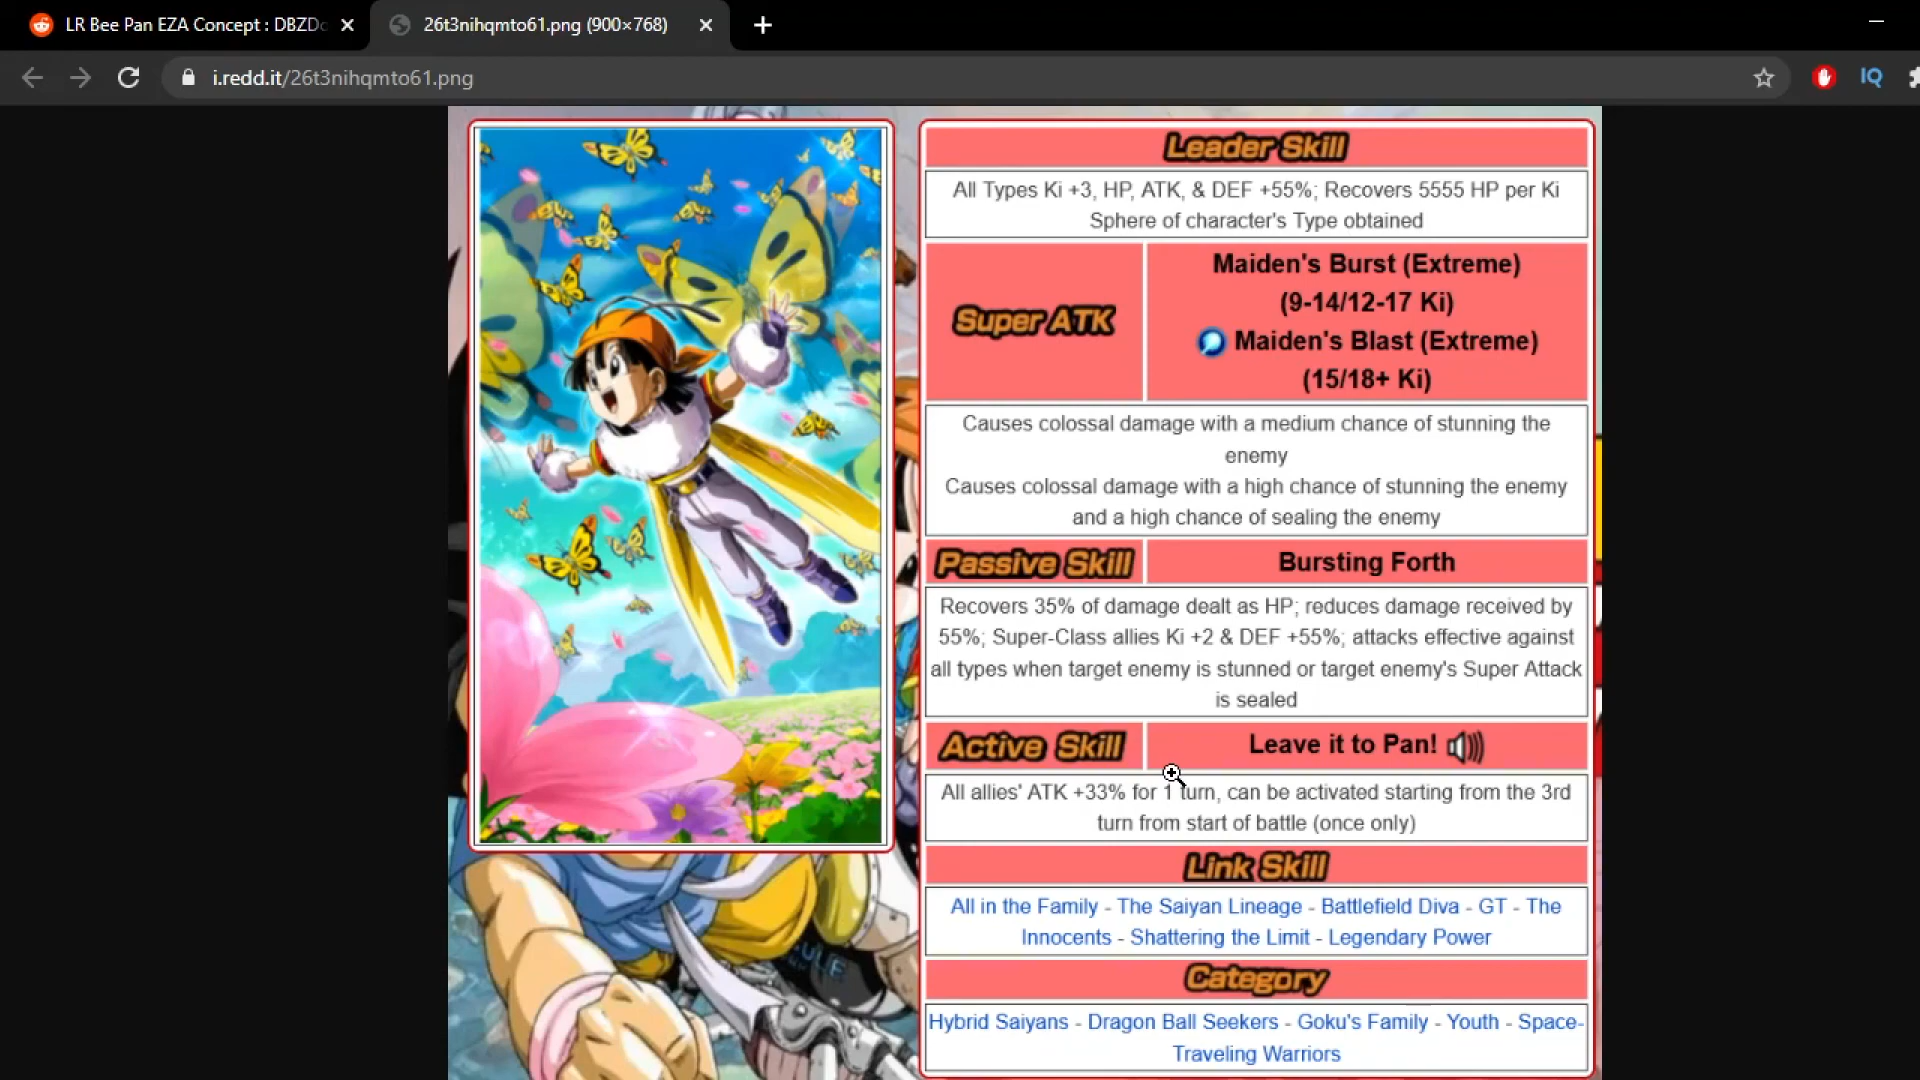 LR Bee Pan EZA Concept : DBZD
26t3nihqmto61.png (900×768)
i.redd.it/26t3nihqmto61.png
IQ
Leader Skill
All Types Ki +3, HP, ATK, & DEF +55%; Recovers 5555 HP per Ki
Sphere of character's Type obtained
Super ATK
Maiden's Burst (Extreme)
(9-14/12-17 Ki)
Maiden's Blast (Extreme)
(15/18+ Ki)
Causes colossal damage with a medium chance of stunning the
enemy
Causes colossal damage with a high chance of stunning the enemy
and a high chance of sealing the enemy
Passive Skill
Bursting Forth
Recovers 35% of damage dealt as HP; reduces damage received by
55%; Super-Class allies Ki +2 & DEF +55%; attacks effective against
all types when target enemy is stunned or target enemy's Super Attack
is sealed
Active Skill
Leave it to Pan!
All allies' ATK +33% for 1 turn, can be activated starting from the 3rd
turn from start of battle (once only)
Link Skill
All in the Family - The Saiyan Lineage - Battlefield Diva - GT - The
Innocents - Shattering the Limit - Legendary Power
Category
Hybrid Saiyans - Dragon Ball Seekers - Goku's Family - Youth - Space-
Traveling Warriors